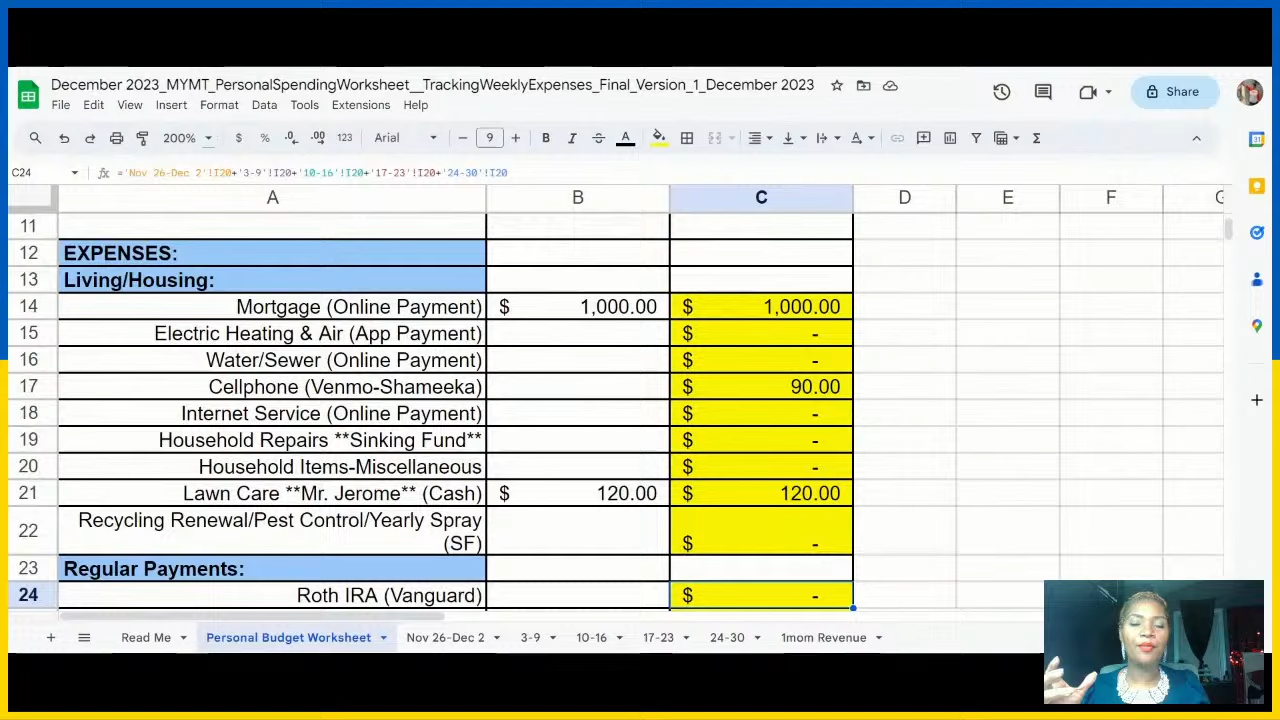 December 2023_MYMT_PersonalSpendingWorksheet__TrackingWeeklyExpenses_Final_Version_1_December 2023
File Edit View Insert Format Data Tools Extensions Help
Share
200% $ % .0 .00 123 Arial 9 B I S A Σ
C24 fx ='Nov 26-Dec 2'!I20+'3-9'!I20+'10-16'!I20+'17-23'!I20+'24-30'!I20
A B C D E F G
11
12 EXPENSES:
13 Living/Housing:
14 Mortgage (Online Payment) $ 1,000.00 $ 1,000.00
15 Electric Heating & Air (App Payment) $ -
16 Water/Sewer (Online Payment) $ -
17 Cellphone (Venmo-Shameeka) $ 90.00
18 Internet Service (Online Payment) $ -
19 Household Repairs **Sinking Fund** $ -
20 Household Items-Miscellaneous $ -
21 Lawn Care **Mr. Jerome** (Cash) $ 120.00 $ 120.00
22 Recycling Renewal/Pest Control/Yearly Spray
(SF) $ -
23 Regular Payments:
24 Roth IRA (Vanguard) $ -
Read Me Personal Budget Worksheet Nov 26-Dec 2 3-9 10-16 17-23 24-30 1mom Revenue